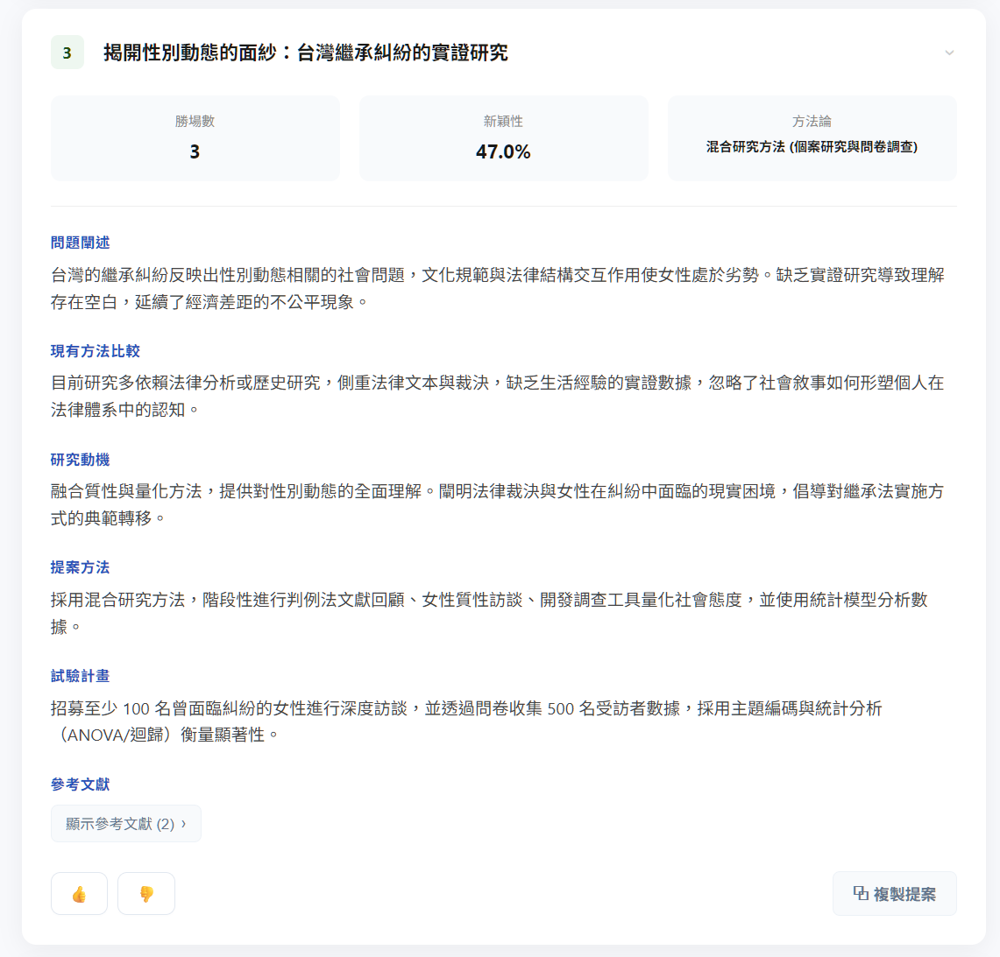 3
揭開性別動態的面紗：台灣繼承糾紛的實證研究
勝場數
3
新穎性
47.0%
方法論
混合研究方法 (個案研究與問卷調查)
問題闡述
台灣的繼承糾紛反映出性別動態相關的社會問題，文化規範與法律結構交互作用使女性處於劣勢。缺乏實證研究導致理解
存在空白，延續了經濟差距的不公平現象。
現有方法比較
目前研究多依賴法律分析或歷史研究，側重法律文本與裁決，缺乏生活經驗的實證數據，忽略了社會敘事如何形塑個人在
法律體系中的認知。
研究動機
融合質性與量化方法，提供對性別動態的全面理解。闡明法律裁決與女性在糾紛中面臨的現實困境，倡導對繼承法實施方
式的典範轉移。
提案方法
採用混合研究方法，階段性進行判例法文獻回顧、女性質性訪談、開發調查工具量化社會態度，並使用統計模型分析數
據。
試驗計畫
招募至少 100 名曾面臨糾紛的女性進行深度訪談，並透過問卷收集 500 名受訪者數據，採用主題編碼與統計分析
（ANOVA/迴歸）衡量顯著性。
參考文獻
顯示參考文獻 (2) ›
複製提案